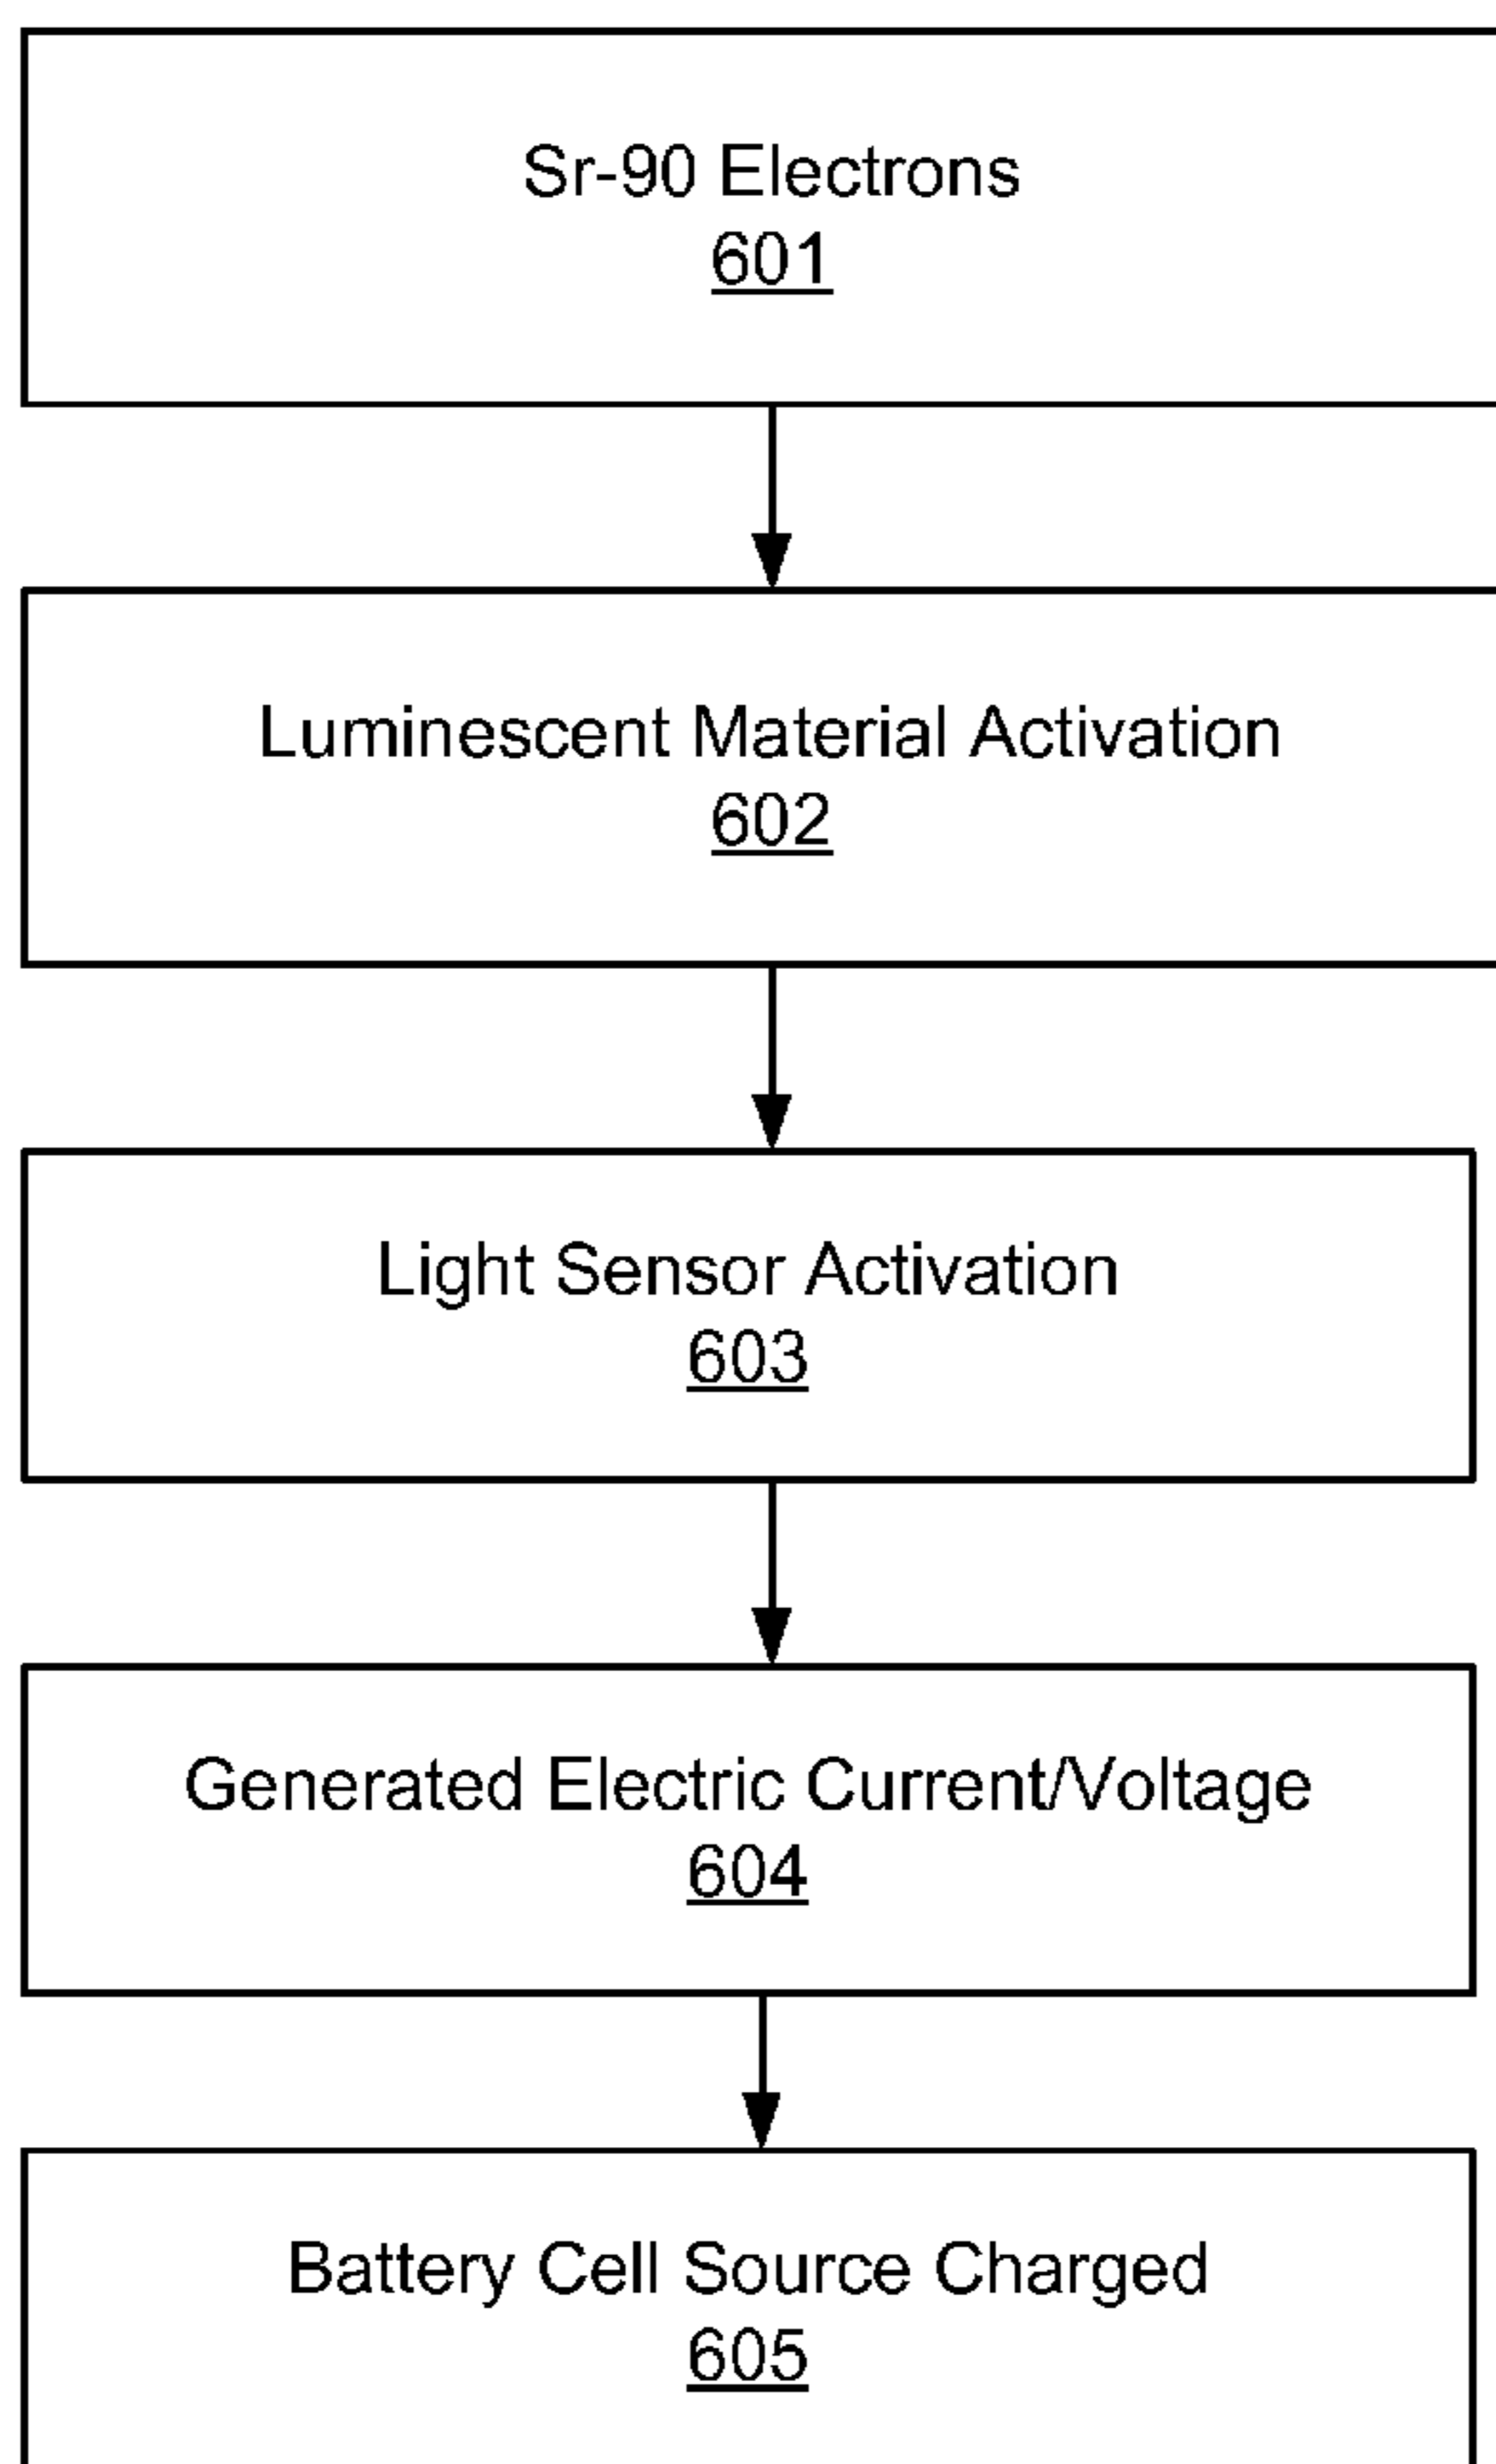 Sr-90 Electrons
601
Luminescent Material Activation
602
Light Sensor Activation
603
Generated Electric Current/Voltage
604
Battery Cell Source Charged
605